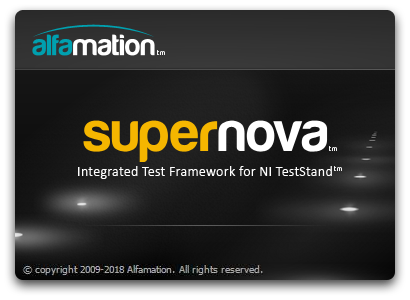 alfamation tm
supernova tm
Integrated Test Framework for NI TestStand tm
© copyright 2009-2018 Alfamation. All rights reserved.